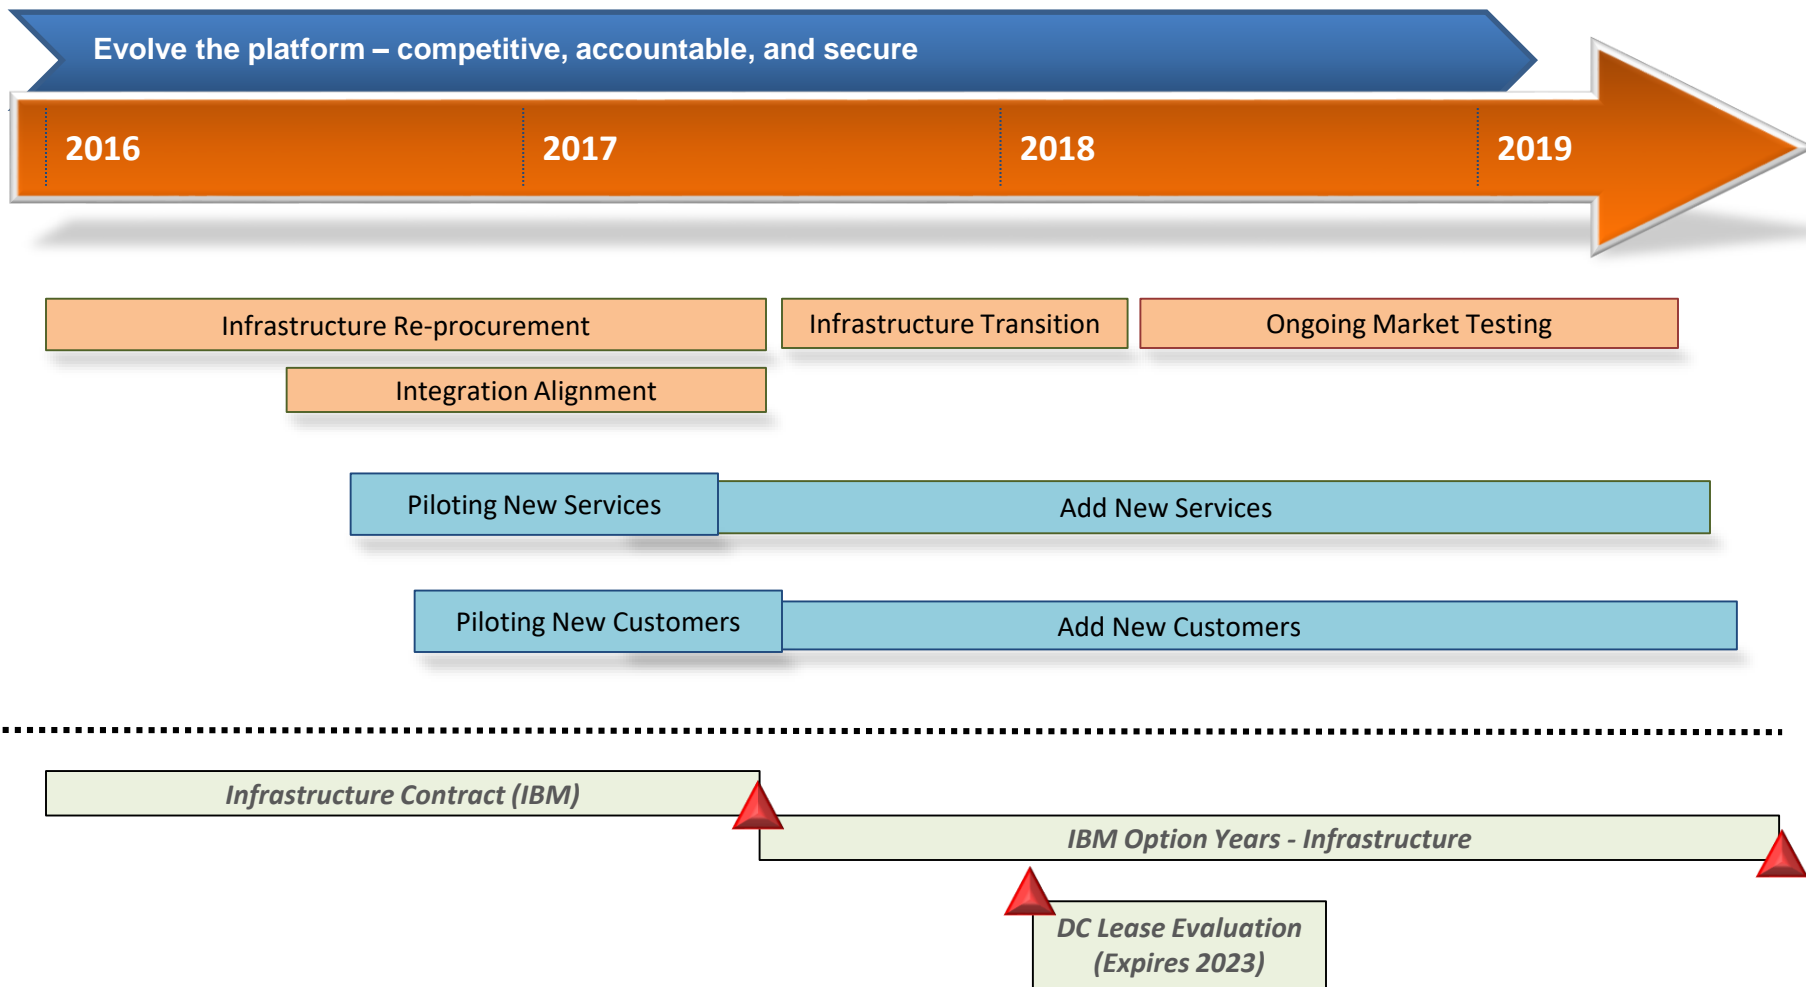 Evolve the platform – competitive, accountable, and secure
2016
2017
2018
2019
Infrastructure Re-procurement
Infrastructure Transition
Ongoing Market Testing
Integration Alignment
Piloting New Services
Add New Services
Piloting New Customers
Add New Customers
Infrastructure Contract (IBM)
IBM Option Years - Infrastructure
DC Lease Evaluation
(Expires 2023)